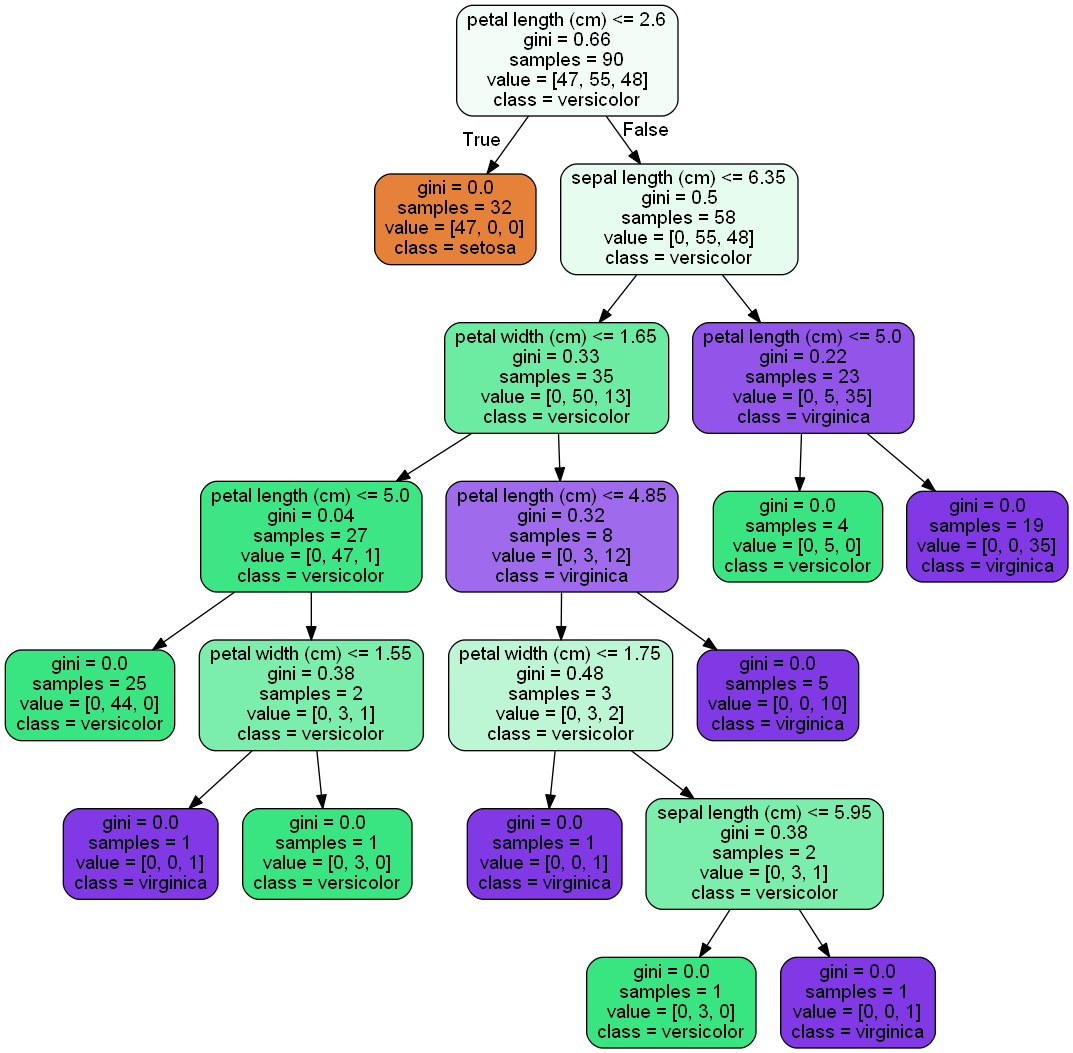 petal length (cm) <= 2.6
gini = 0.66
samples = 90
value = [47, 55, 48]
class = versicolor
True
False
gini = 0.0
samples = 32
value = [47, 0, 0]
class = setosa
sepal length (cm) <= 6.35
gini = 0.5
samples = 58
value = [0, 55, 48]
class = versicolor
petal width (cm) <= 1.65
gini = 0.33
samples = 35
value = [0, 50, 13]
class = versicolor
petal length (cm) <= 5.0
gini = 0.22
samples = 23
value = [0, 5, 35]
class = virginica
petal length (cm) <= 5.0
gini = 0.04
samples = 27
value = [0, 47, 1]
class = versicolor
petal length (cm) <= 4.85
gini = 0.32
samples = 8
value = [0, 3, 12]
class = virginica
gini = 0.0
samples = 4
value = [0, 5, 0]
class = versicolor
gini = 0.0
samples = 19
value = [0, 0, 35]
class = virginica
gini = 0.0
samples = 25
value = [0, 44, 0]
class = versicolor
petal width (cm) <= 1.55
gini = 0.38
samples = 2
value = [0, 3, 1]
class = versicolor
petal width (cm) <= 1.75
gini = 0.48
samples = 3
value = [0, 3, 2]
class = versicolor
gini = 0.0
samples = 5
value = [0, 0, 10]
class = virginica
gini = 0.0
samples = 1
value = [0, 0, 1]
class = virginica
gini = 0.0
samples = 1
value = [0, 3, 0]
class = versicolor
gini = 0.0
samples = 1
value = [0, 0, 1]
class = virginica
sepal length (cm) <= 5.95
gini = 0.38
samples = 2
value = [0, 3, 1]
class = versicolor
gini = 0.0
samples = 1
value = [0, 3, 0]
class = versicolor
gini = 0.0
samples = 1
value = [0, 0, 1]
class = virginica